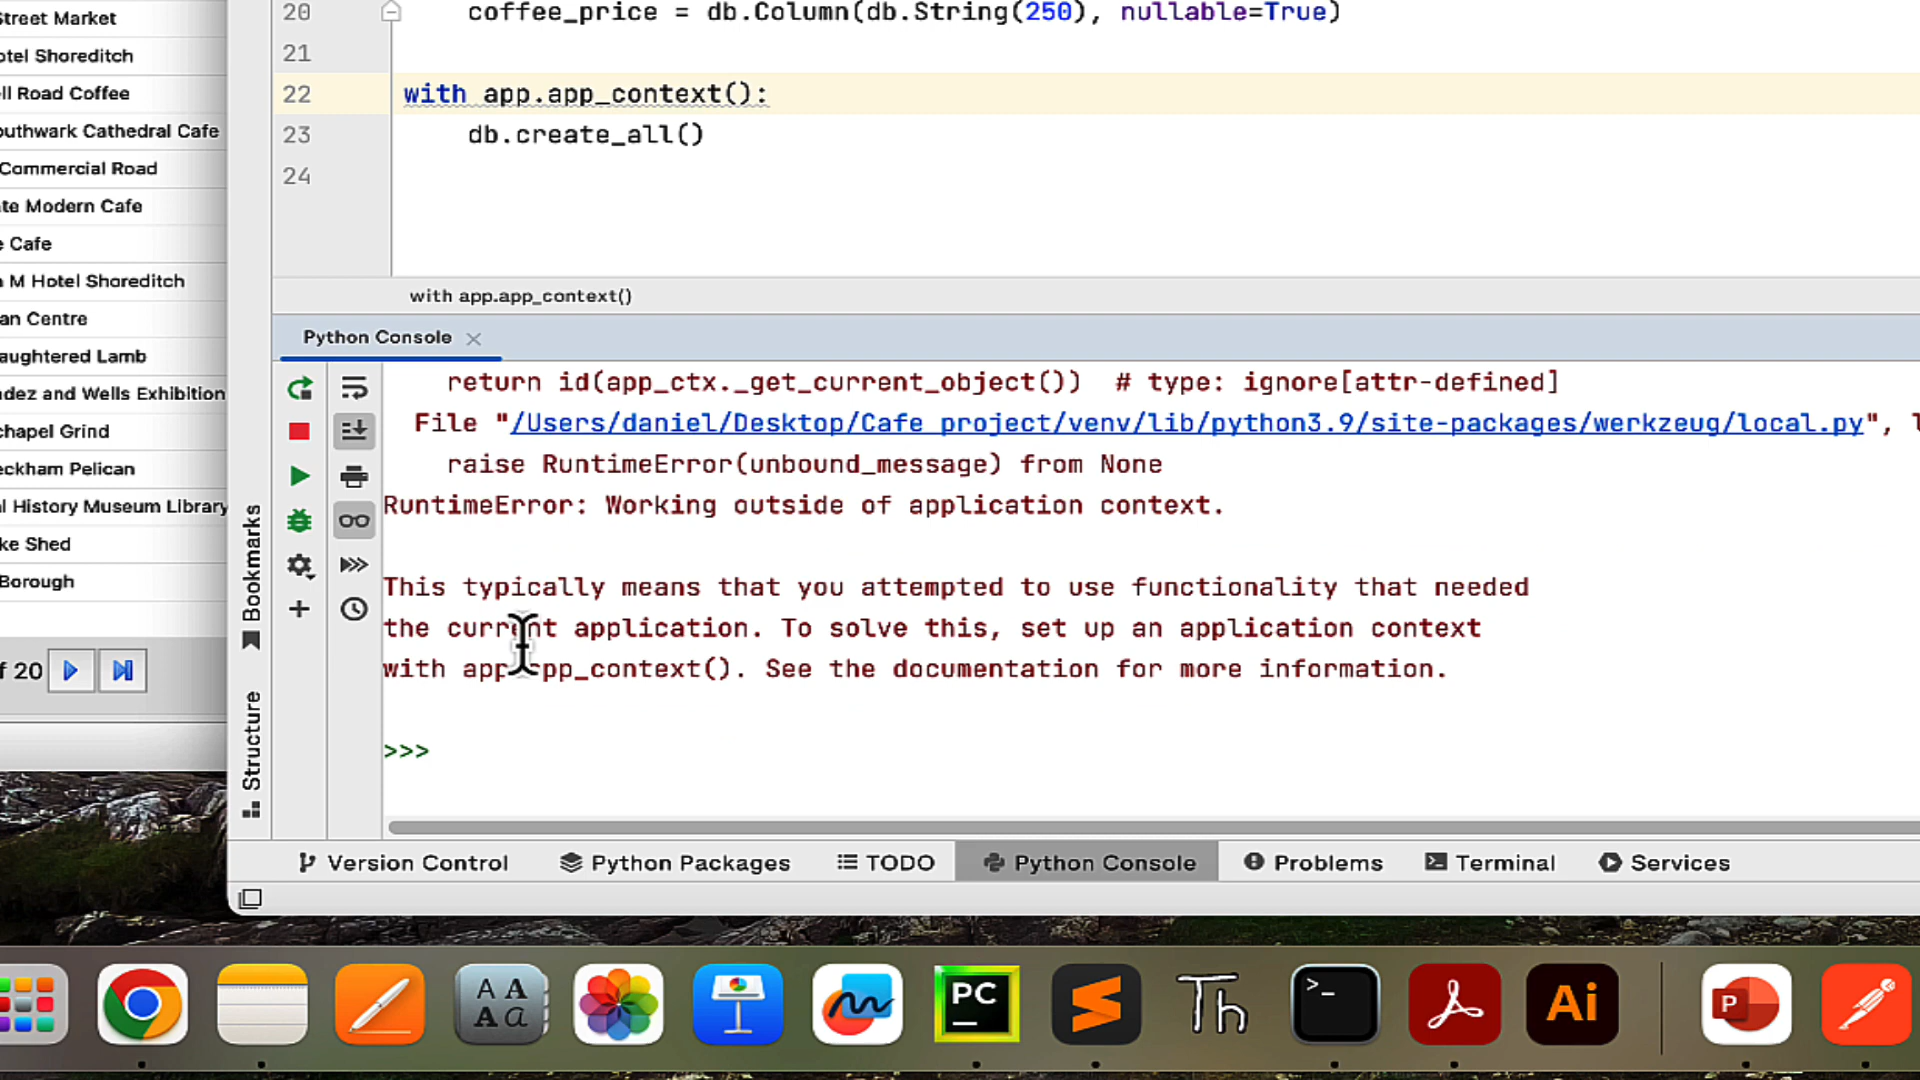 Street Market
otel Shoreditch
ll Road Coffee
outhwark Cathedral Cafe
Commercial Road
ate Modern Cafe
e Cafe
n M Hotel Shoreditch
an Centre
aughtered Lamb
ndez and Wells Exhibition
chapel Grind
eckham Pelican
al History Museum Library
ke Shed
Borough
f 20
20 coffee_price = db.Column(db.String(250), nullable=True)
21
22 with app.app_context():
23 db.create_all()
24
with app.app_context()
Python Console
return id(app_ctx._get_current_object()) # type: ignore[attr-defined]
File "/Users/daniel/Desktop/Cafe project/venv/lib/python3.9/site-packages/werkzeug/local.py", l
raise RuntimeError(unbound_message) from None
RuntimeError: Working outside of application context.
This typically means that you attempted to use functionality that needed
the current application. To solve this, set up an application context
with app.app_context(). See the documentation for more information.
>>>
Bookmarks
Structure
Version Control
Python Packages
TODO
Python Console
Problems
Terminal
Services
A A
A a
PC
Th
>_
Ai
P